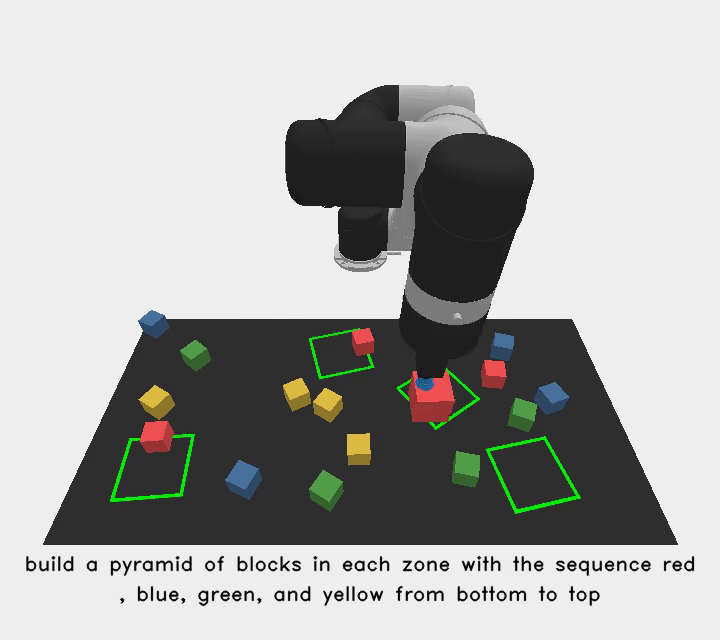 build a pyramid of blocks in each zone with the sequence red
, blue, green, and yellow from bottom to top